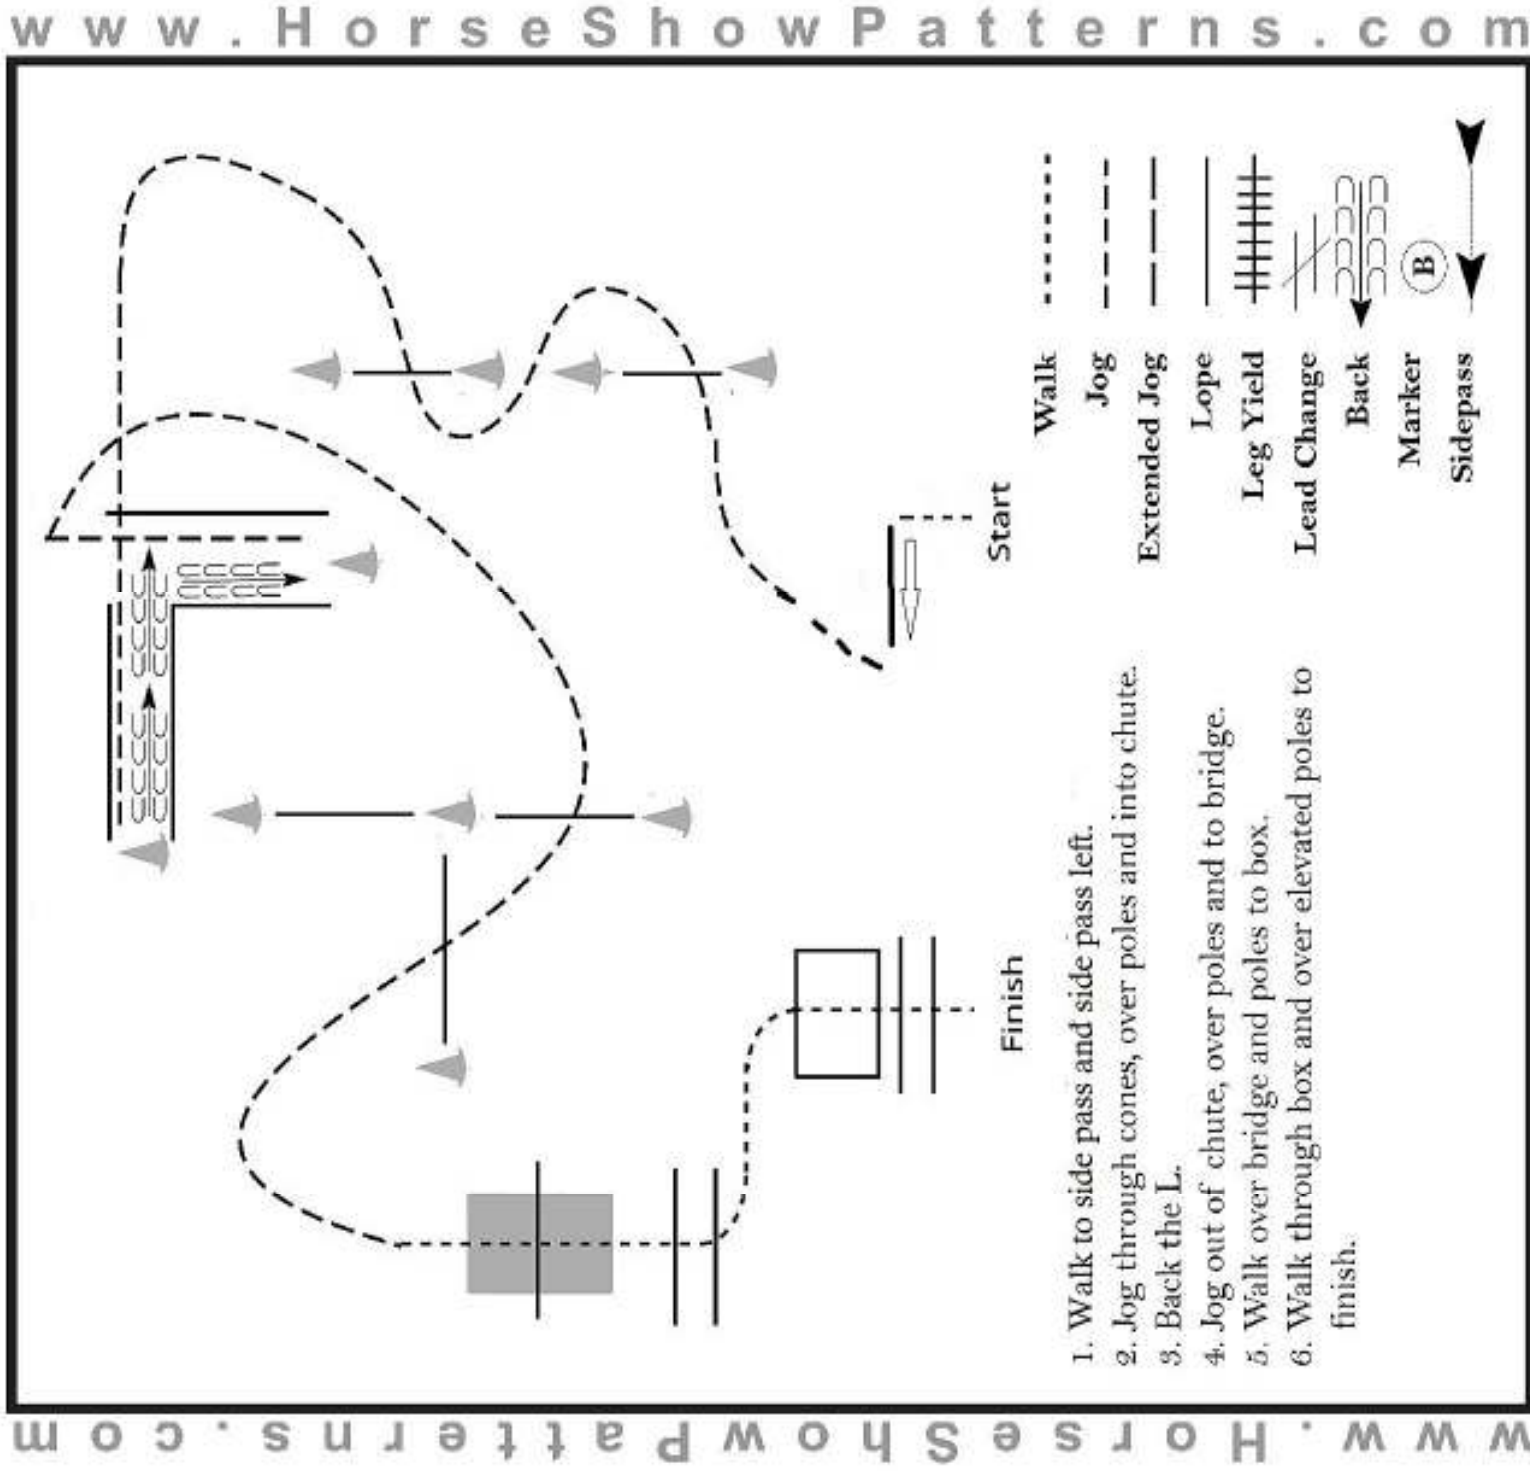 www.HorseShowPatterns.com
Start
Finish
Walk
Jog
Extended Jog
Lope
Leg Yield
Lead Change
Back
Marker
B
Sidepass
1. Walk to side pass and side pass left.
2. Jog through cones, over poles and into chute.
3. Back the L.
4. Jog out of chute, over poles and to bridge.
5. Walk over bridge and poles to box.
6. Walk through box and over elevated poles to
finish.
www.HorseShowPatterns.com